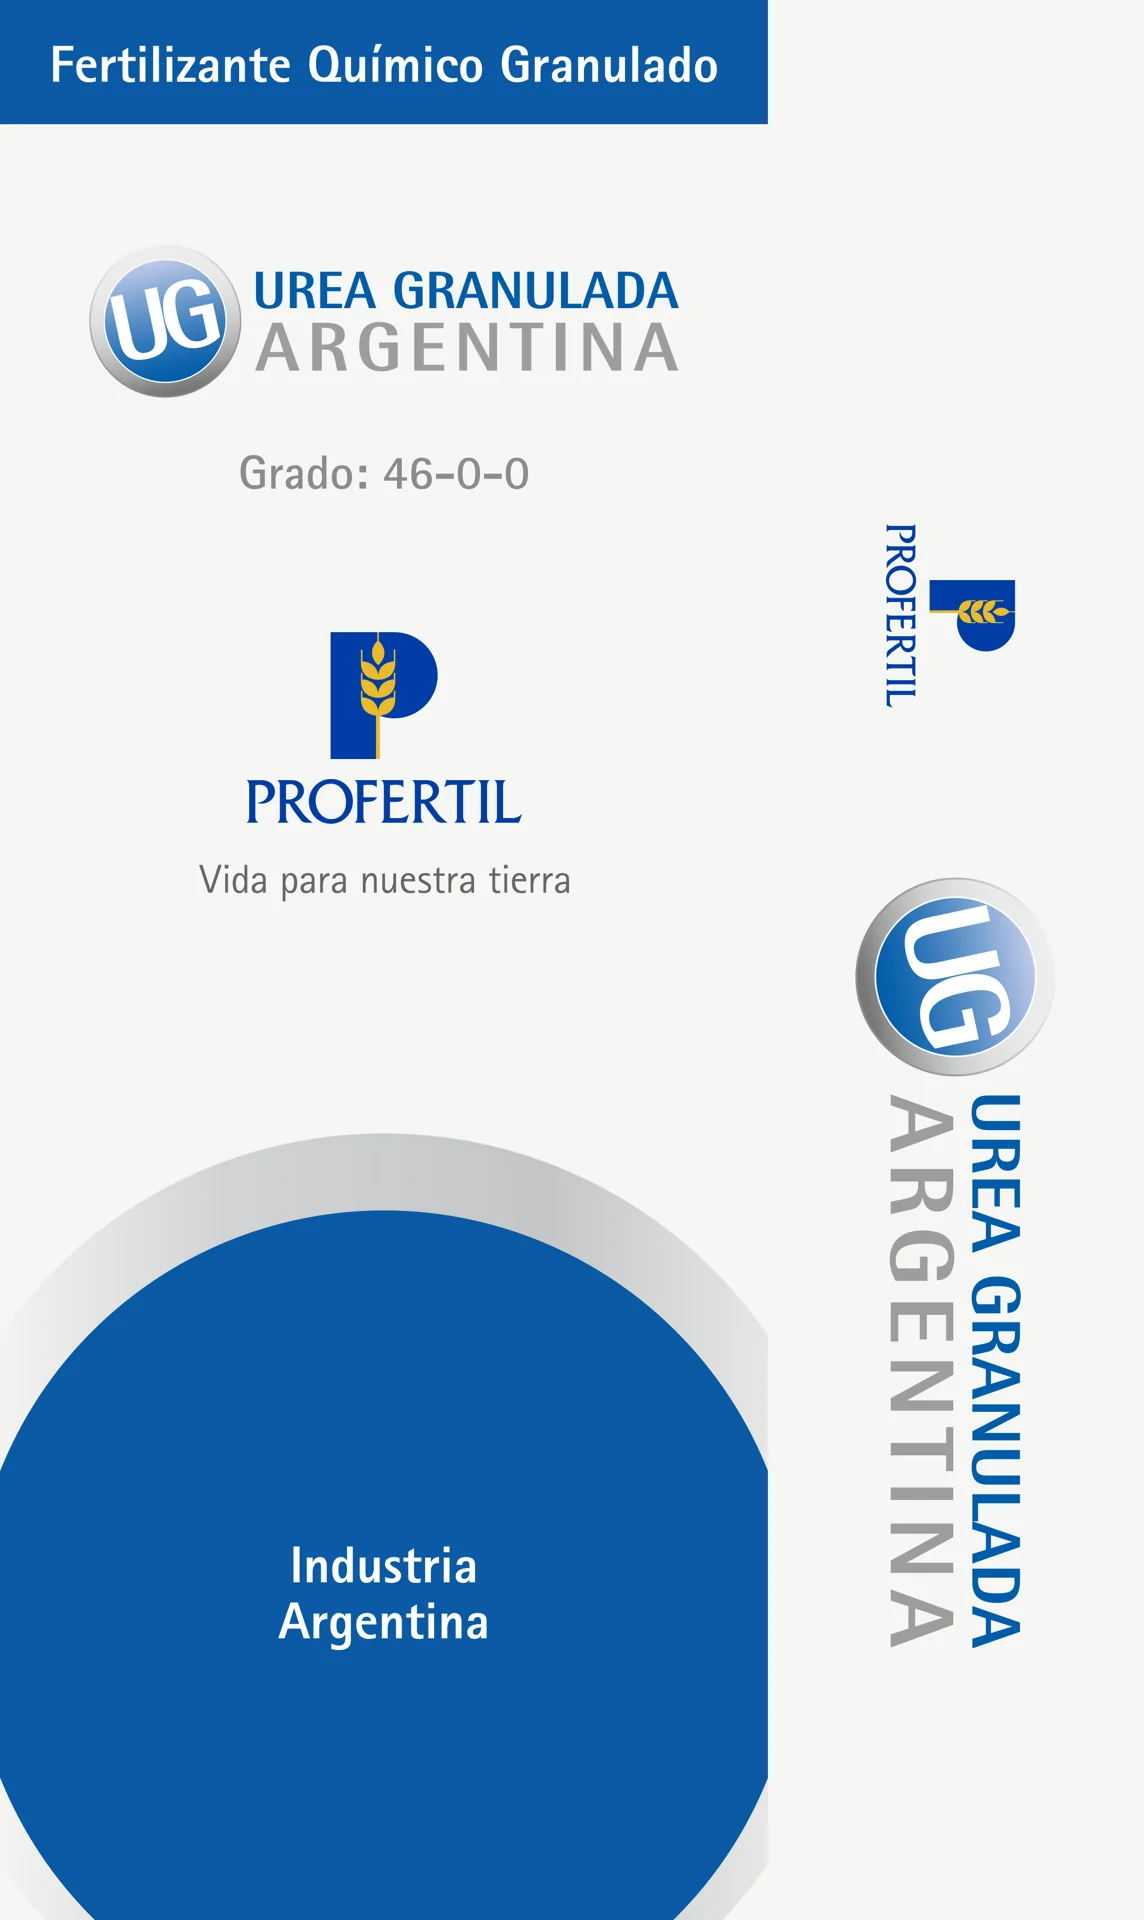 Fertilizante Químico Granulado
UG
UREA GRANULADA
ARGENTINA
Grado: 46-0-0
PROFERTIL
Vida para nuestra tierra
Industria
Argentina
PROFERTIL
UG
UREA GRANULADA
ARGENTINA